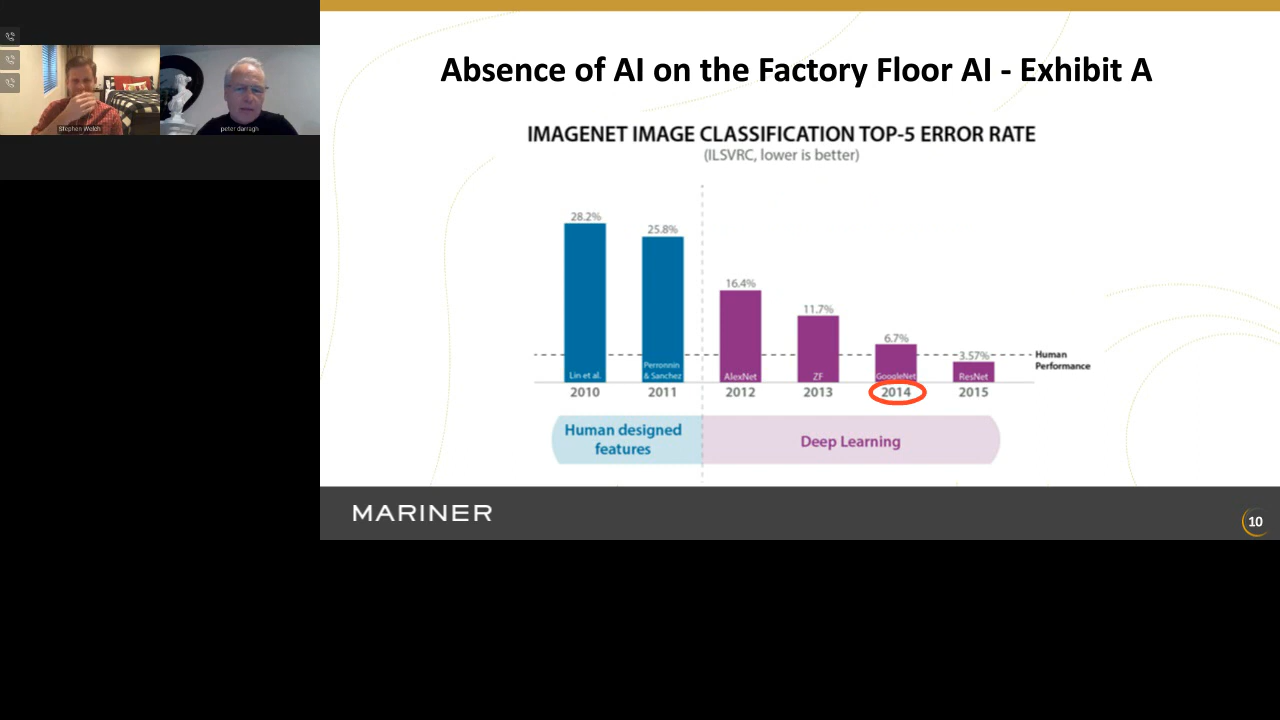 Stephen Welch
peter darragh
Absence of AI on the Factory Floor AI - Exhibit A
IMAGENET IMAGE CLASSIFICATION TOP-5 ERROR RATE
(ILSVRC, lower is better)
28.2%
25.8%
16.4%
11.7%
6.7%
3.57%
Human
Performance
Lin et al.
Perronnin
& Sanchez
AlexNet
ZF
GoogleNet
ResNet
2010
2011
2012
2013
2014
2015
Human designed
features
Deep Learning
MARINER
10